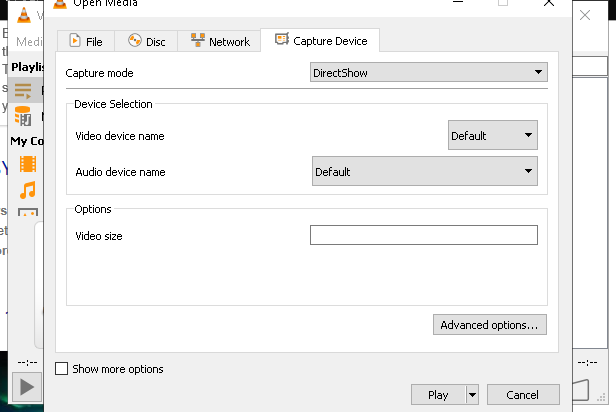 Open Media
Medi
File
Disc
Network
Capture Device
Playlis
Capture mode
DirectShow
Device Selection
Video device name
Default
My Co
Audio device name
Default
Options
Video size
Advanced options...
--:--
Show more options
--:--
Play
Cancel